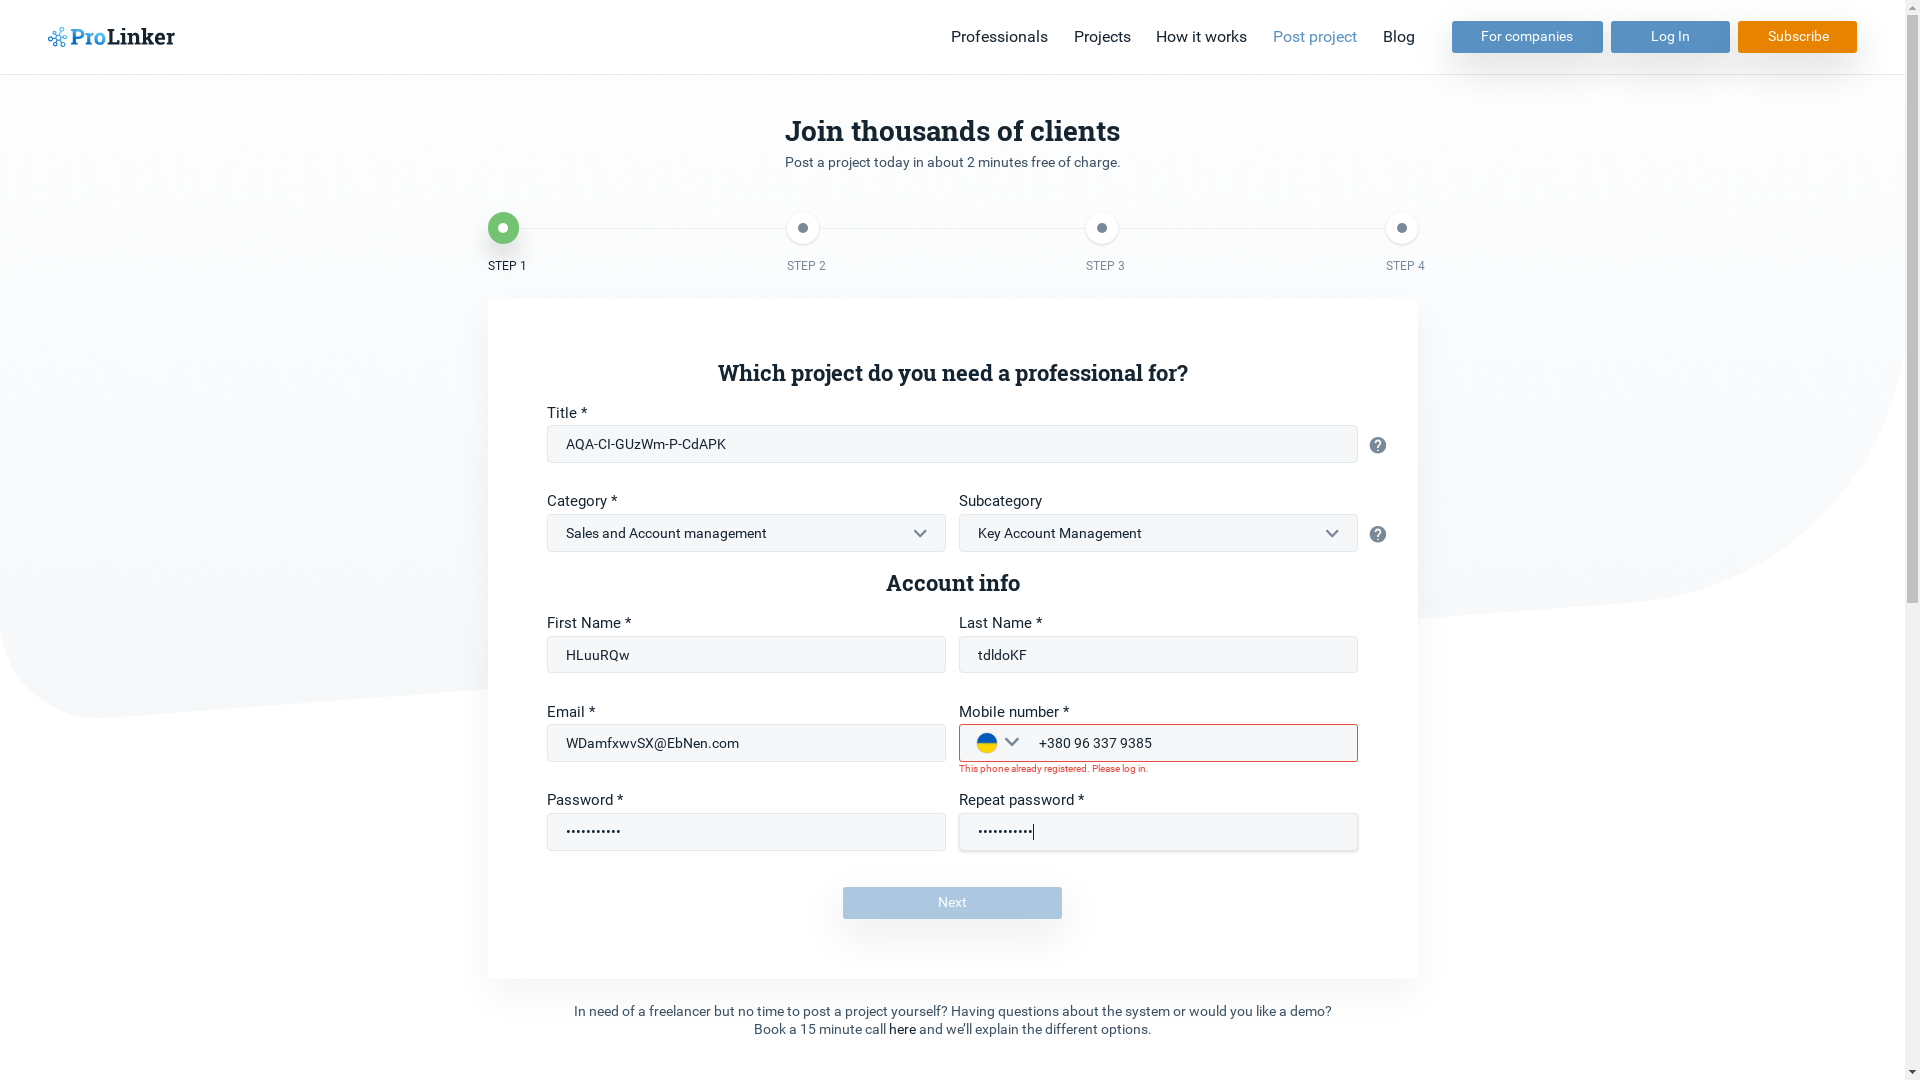 ProLinker
Professionals Projects How it works Post project Blog For companies Log In Subscribe
Join thousands of clients
Post a project today in about 2 minutes free of charge.
STEP 1 STEP 2 STEP 3 STEP 4
Which project do you need a professional for?
Title *
AQA-CI-GUzWm-P-CdAPK
?
Category * Subcategory
Sales and Account management Key Account Management
?
Account info
First Name * Last Name *
HLuuRQw tdldoKF
Email * Mobile number *
WDamfxwvSX@EbNen.com +380 96 337 9385
This phone already registered. Please log in.
Password * Repeat password *
••••••••••• •••••••••••
Next
In need of a freelancer but no time to post a project yourself? Having questions about the system or would you like a demo?
Book a 15 minute call here and we’ll explain the different options.